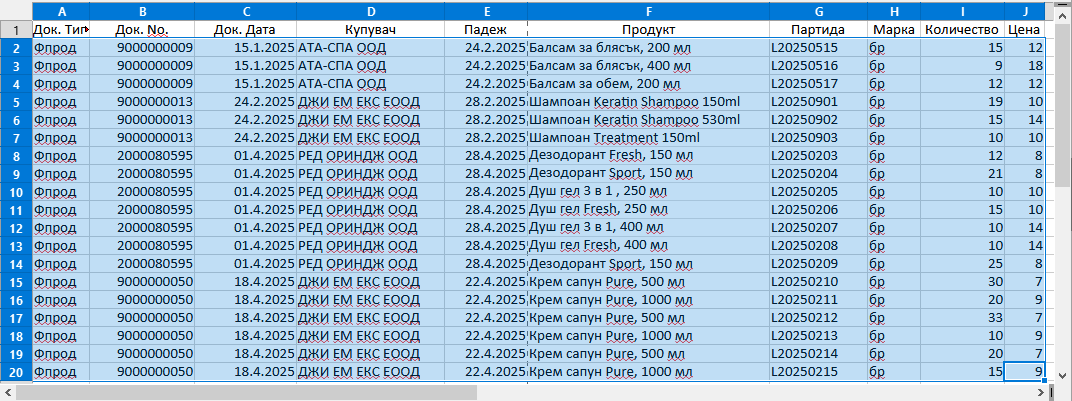 A B C D E F G H I J
1 Док. Тип Док. No. Док. Дата Купувач Падеж Продукт Партида Марка Количество Цена
2 Фпрод 9000000009 15.1.2025 АТА-СПА ООД 24.2.2025 Балсам за блясък, 200 мл L20250515 бр 15 12
3 Фпрод 9000000009 15.1.2025 АТА-СПА ООД 24.2.2025 Балсам за блясък, 400 мл L20250516 бр 9 18
4 Фпрод 9000000009 15.1.2025 АТА-СПА ООД 24.2.2025 Балсам за обем, 200 мл L20250517 бр 12 12
5 Фпрод 9000000013 24.2.2025 ДЖИ ЕМ ЕКС ЕООД 28.2.2025 Шампоан Keratin Shampoo 150ml L20250901 бр 19 10
6 Фпрод 9000000013 24.2.2025 ДЖИ ЕМ ЕКС ЕООД 28.2.2025 Шампоан Keratin Shampoo 530ml L20250902 бр 15 14
7 Фпрод 9000000013 24.2.2025 ДЖИ ЕМ ЕКС ЕООД 28.2.2025 Шампоан Treatment 150ml L20250903 бр 10 10
8 Фпрод 2000080595 01.4.2025 РЕД ОРИНДЖ ООД 28.4.2025 Дезодорант Fresh, 150 мл L20250203 бр 12 8
9 Фпрод 2000080595 01.4.2025 РЕД ОРИНДЖ ООД 28.4.2025 Дезодорант Sport, 150 мл L20250204 бр 21 8
10 Фпрод 2000080595 01.4.2025 РЕД ОРИНДЖ ООД 28.4.2025 Душ гел 3 в 1 , 250 мл L20250205 бр 10 10
11 Фпрод 2000080595 01.4.2025 РЕД ОРИНДЖ ООД 28.4.2025 Душ гел Fresh, 250 мл L20250206 бр 15 10
12 Фпрод 2000080595 01.4.2025 РЕД ОРИНДЖ ООД 28.4.2025 Душ гел 3 в 1, 400 мл L20250207 бр 10 14
13 Фпрод 2000080595 01.4.2025 РЕД ОРИНДЖ ООД 28.4.2025 Душ гел Fresh, 400 мл L20250208 бр 10 14
14 Фпрод 2000080595 01.4.2025 РЕД ОРИНДЖ ООД 28.4.2025 Дезодорант Sport, 150 мл L20250209 бр 25 8
15 Фпрод 9000000050 18.4.2025 ДЖИ ЕМ ЕКС ЕООД 22.4.2025 Крем сапун Pure, 500 мл L20250210 бр 30 7
16 Фпрод 9000000050 18.4.2025 ДЖИ ЕМ ЕКС ЕООД 22.4.2025 Крем сапун Pure, 1000 мл L20250211 бр 20 9
17 Фпрод 9000000050 18.4.2025 ДЖИ ЕМ ЕКС ЕООД 22.4.2025 Крем сапун Pure, 500 мл L20250212 бр 33 7
18 Фпрод 9000000050 18.4.2025 ДЖИ ЕМ ЕКС ЕООД 22.4.2025 Крем сапун Pure, 1000 мл L20250213 бр 10 9
19 Фпрод 9000000050 18.4.2025 ДЖИ ЕМ ЕКС ЕООД 22.4.2025 Крем сапун Pure, 500 мл L20250214 бр 20 7
20 Фпрод 9000000050 18.4.2025 ДЖИ ЕМ ЕКС ЕООД 22.4.2025 Крем сапун Pure, 1000 мл L20250215 бр 15 9